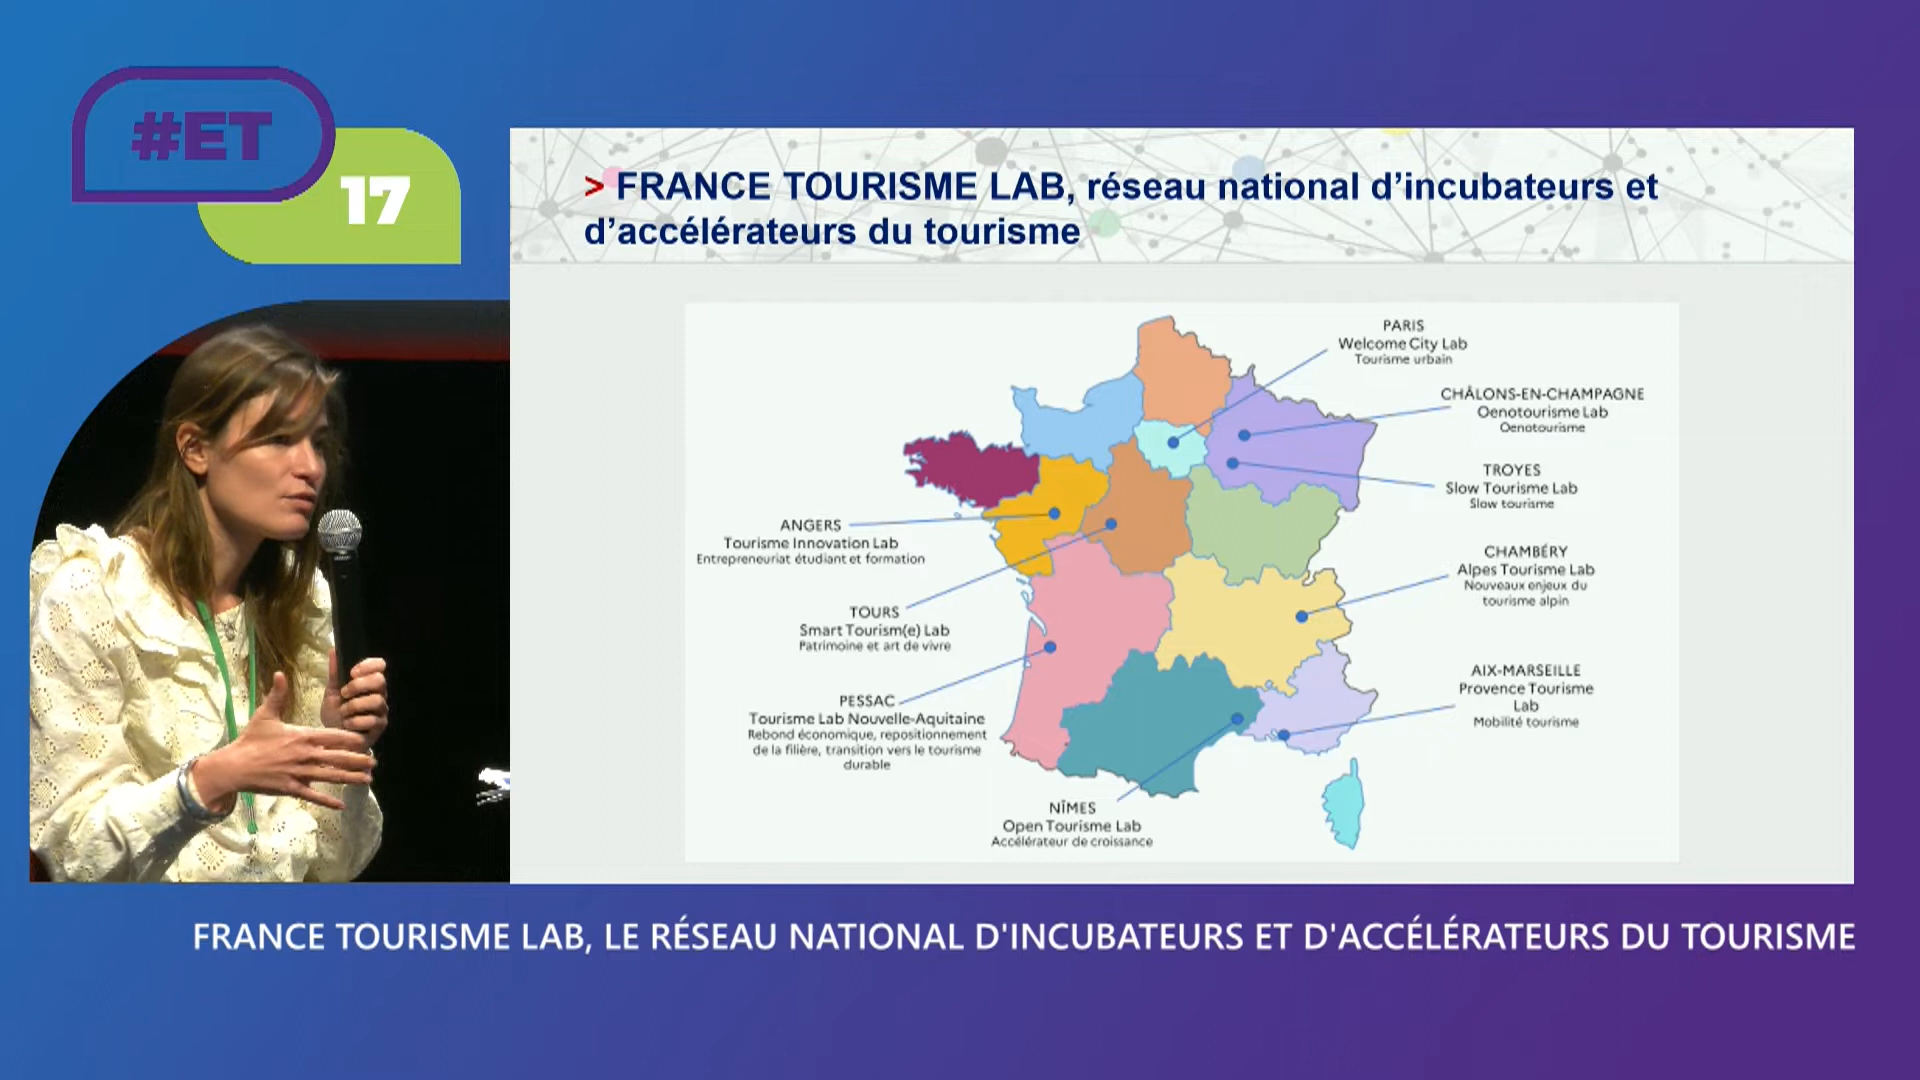 #ET
17
> FRANCE TOURISME LAB, réseau national d’incubateurs et
d’accélérateurs du tourisme
PARIS
Welcome City Lab
Tourisme urbain
CHÂLONS-EN-CHAMPAGNE
Oenotourisme Lab
Oenotourisme
TROYES
Slow Tourisme Lab
Slow tourisme
ANGERS
Tourisme Innovation Lab
Entrepreneuriat étudiant et formation
CHAMBÉRY
Alpes Tourisme Lab
Nouveaux enjeux du
tourisme alpin
TOURS
Smart Tourism(e) Lab
Patrimoine et art de vivre
AIX-MARSEILLE
Provence Tourisme
Lab
Mobilité tourisme
PESSAC
Tourisme Lab Nouvelle-Aquitaine
Rebond économique, repositionnement
de la filière, transition vers le tourisme
durable
NÎMES
Open Tourisme Lab
Accélérateur de croissance
FRANCE TOURISME LAB, LE RÉSEAU NATIONAL D'INCUBATEURS ET D'ACCÉLÉRATEURS DU TOURISME